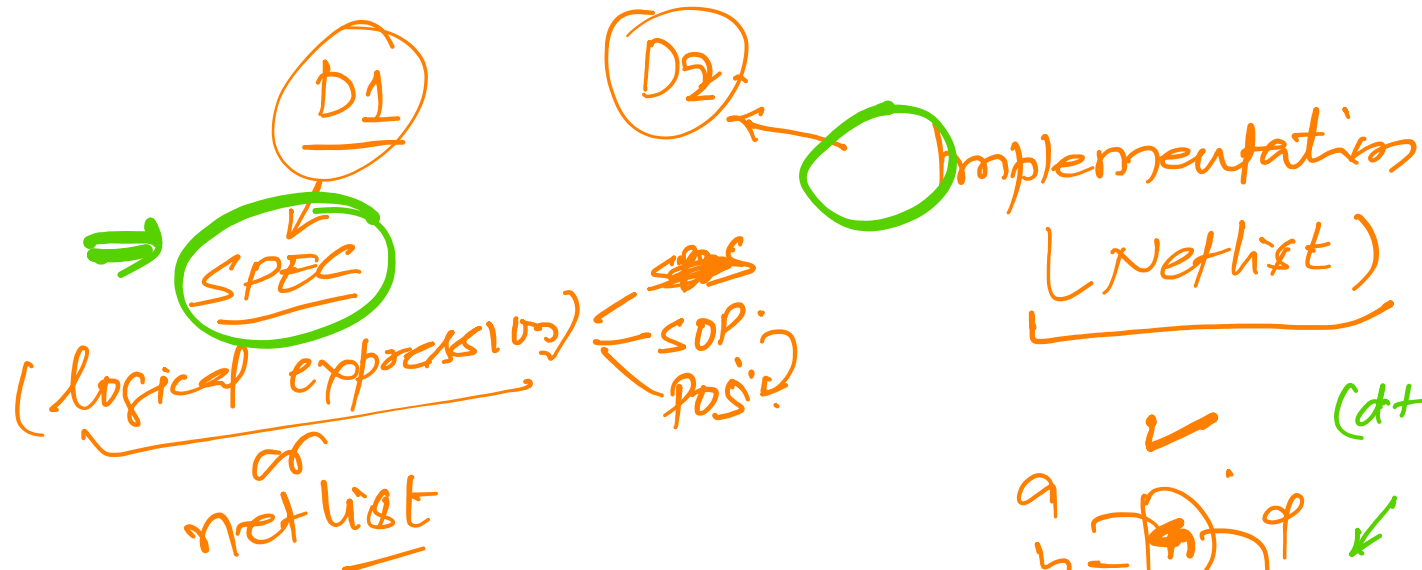 D1
D2
Implementation
(Netlist)
SPEC
(logical expression)
SOP.
POS.
or
netlist
(d+
a
b